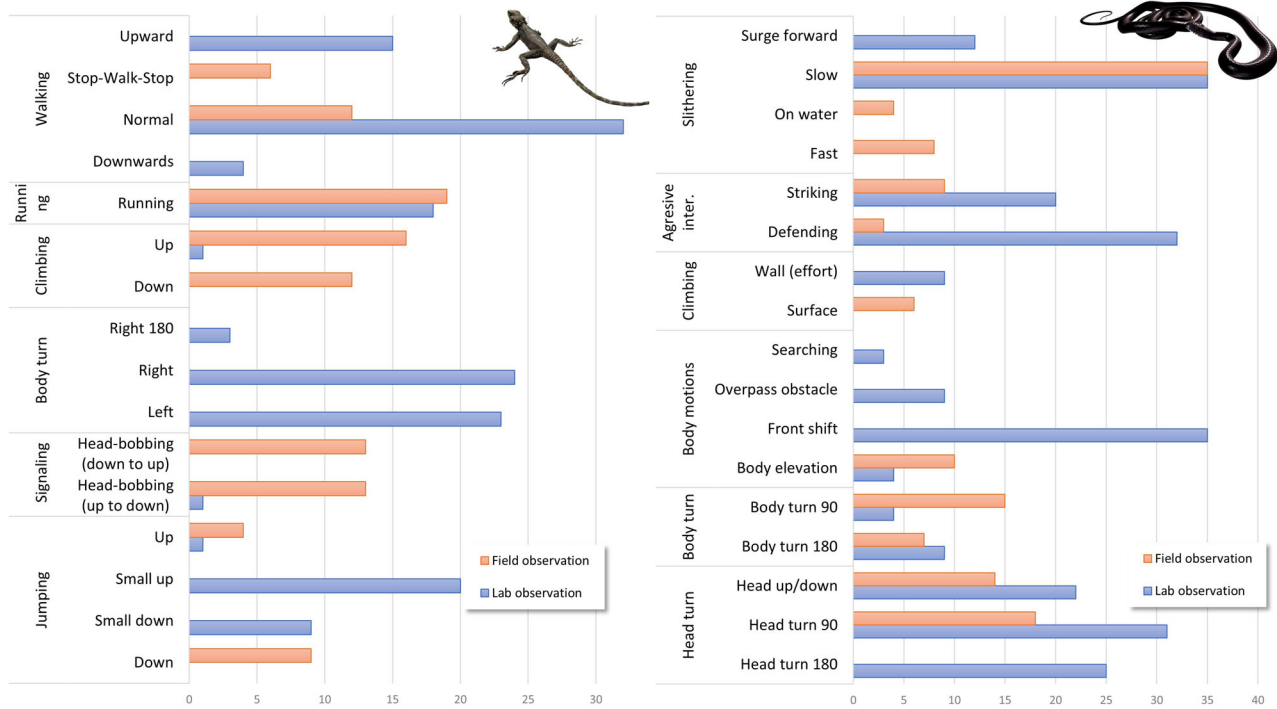 Walking
Upward
Stop-Walk-Stop
Normal
Downwards
Runni
ng
Running
Climbing
Up
Down
Body turn
Right 180
Right
Left
Signaling
Head-bobbing
(down to up)
Head-bobbing
(up to down)
Jumping
Up
Small up
Small down
Down
Field observation
Lab observation
0 5 10 15 20 25 30
Slithering
Surge forward
Slow
On water
Fast
Agresive
inter.
Striking
Defending
Climbing
Wall (effort)
Surface
Body motions
Searching
Overpass obstacle
Front shift
Body elevation
Body turn
Body turn 90
Body turn 180
Head turn
Head up/down
Head turn 90
Head turn 180
Field observation
Lab observation
0 5 10 15 20 25 30 35 40